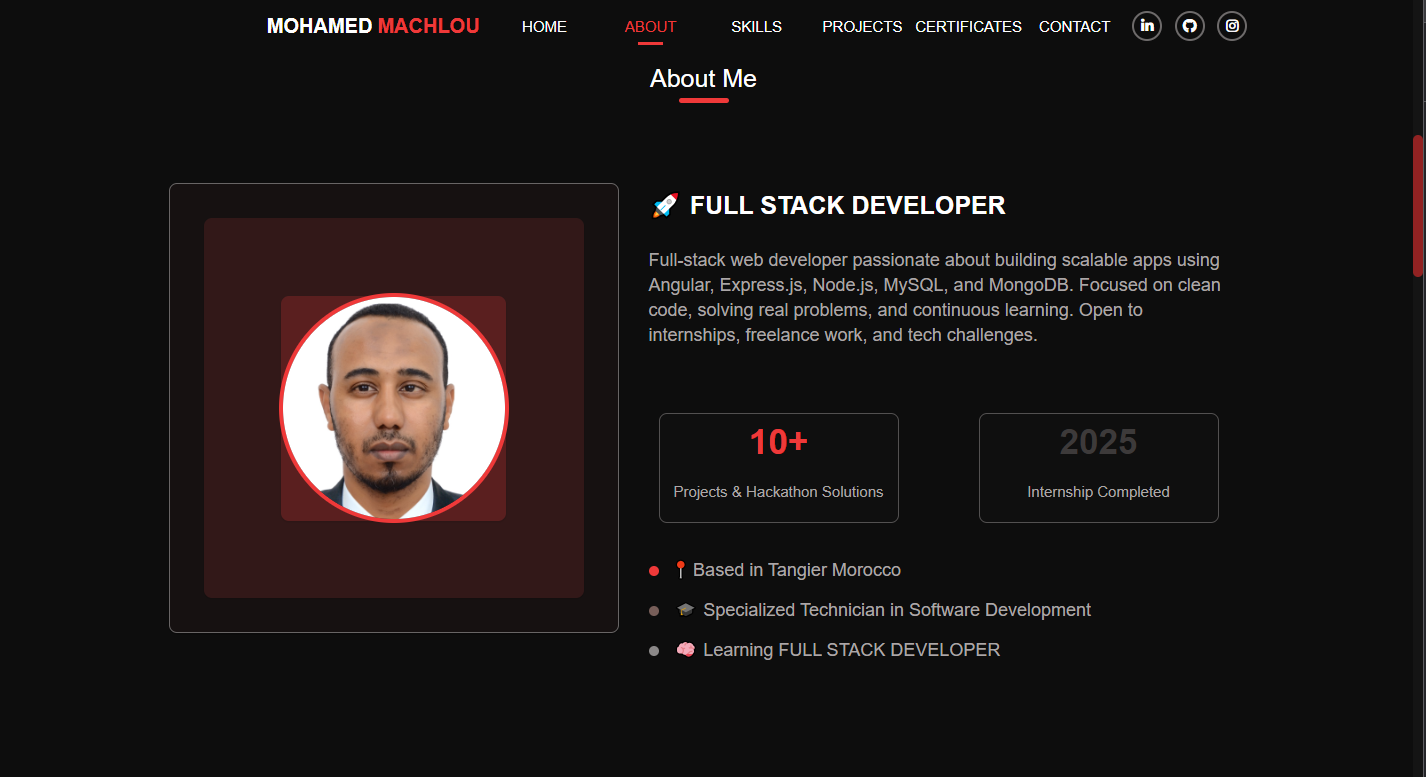 MOHAMED MACHLOU HOME ABOUT SKILLS PROJECTS CERTIFICATES CONTACT in
About Me
🚀 FULL STACK DEVELOPER
Full-stack web developer passionate about building scalable apps using
Angular, Express.js, Node.js, MySQL, and MongoDB. Focused on clean
code, solving real problems, and continuous learning. Open to
internships, freelance work, and tech challenges.
10+
Projects & Hackathon Solutions
2025
Internship Completed
📍 Based in Tangier Morocco
🎓 Specialized Technician in Software Development
🧠 Learning FULL STACK DEVELOPER